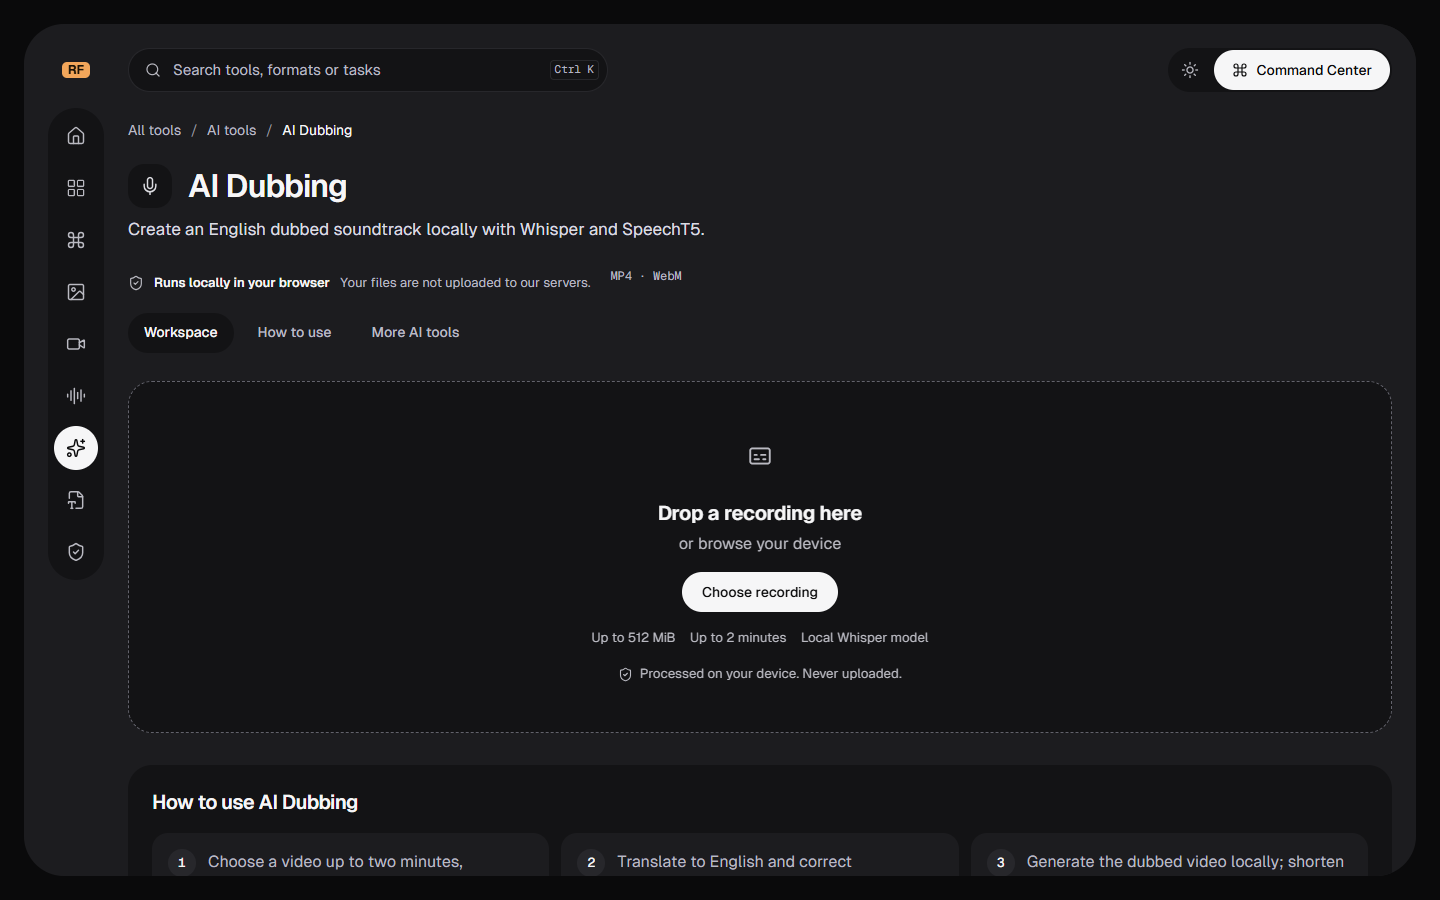 RF
Search tools, formats or tasks
Ctrl K
Command Center
All tools / AI tools / AI Dubbing
AI Dubbing
Create an English dubbed soundtrack locally with Whisper and SpeechT5.
Runs locally in your browser Your files are not uploaded to our servers. MP4 · WebM
Workspace How to use More AI tools
Drop a recording here
or browse your device
Choose recording
Up to 512 MiB Up to 2 minutes Local Whisper model
Processed on your device. Never uploaded.
How to use AI Dubbing
1 Choose a video up to two minutes,
2 Translate to English and correct
3 Generate the dubbed video locally; shorten